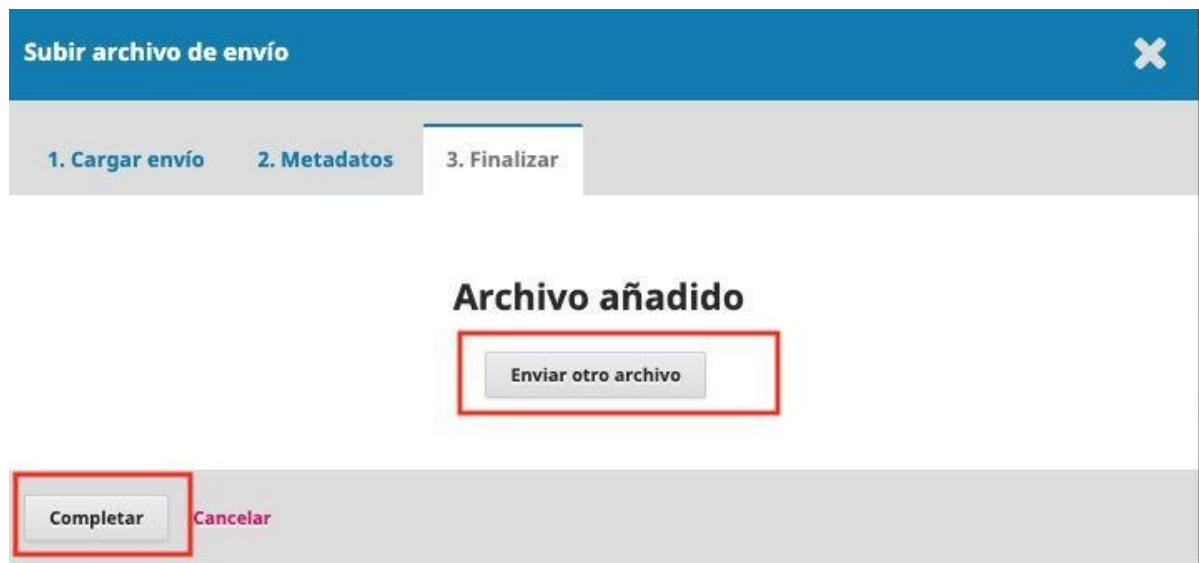 Subir archivo de envío
1. Cargar envío 2. Metadatos 3. Finalizar
Archivo añadido
Enviar otro archivo
Completar Cancelar